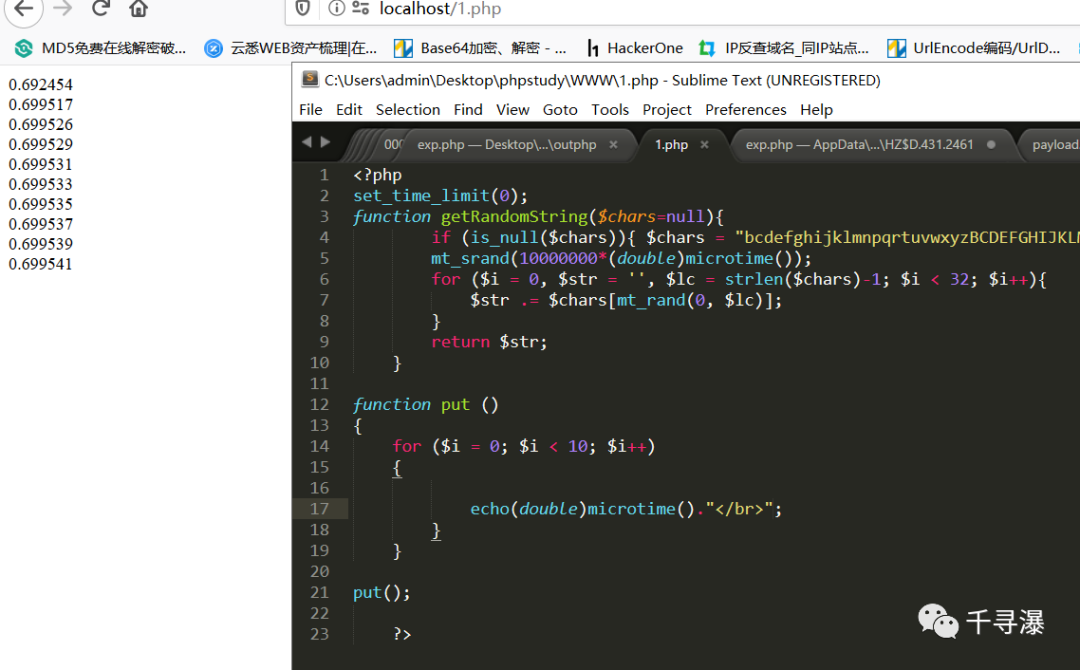 localhost/1.php
MD5免费在线解密破... 云悉WEB资产梳理|在... Base64加密、解密 - ... HackerOne IP反查域名_同IP站点... UrlEncode编码/UrlD...
0.692454
0.699517
0.699526
0.699529
0.699531
0.699533
0.699535
0.699537
0.699539
0.699541
C:\Users\admin\Desktop\phpstudy\WWW\1.php - Sublime Text (UNREGISTERED)
File Edit Selection Find View Goto Tools Project Preferences Help
000 exp.php — Desktop\...\outphp × 1.php × exp.php — AppData\...\HZ$D.431.2461 payload.
1 <?php
2 set_time_limit(0);
3 function getRandomString($chars=null){
4 if (is_null($chars)){ $chars = "bcdefghijklmnpqrtuvwxyzBCDEFGHIJKLM
5 mt_srand(10000000*(double)microtime());
6 for ($i = 0, $str = '', $lc = strlen($chars)-1; $i < 32; $i++){
7 $str .= $chars[mt_rand(0, $lc)];
8 }
9 return $str;
10 }
11
12 function put ()
13 {
14 for ($i = 0; $i < 10; $i++)
15 {
16
17 echo(double)microtime()."</br>";
18 }
19 }
20
21 put();
22
23 ?>
千寻瀑